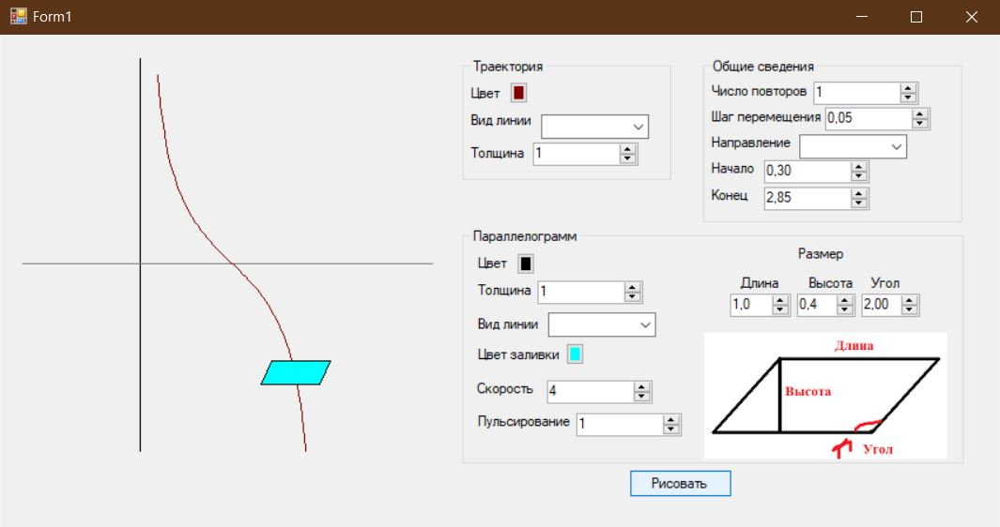 Form1
Траектория
Цвет
Вид линии
Толщина 1
Общие сведения
Число повторов 1
Шаг перемещения 0,05
Направление
Начало 0,30
Конец 2,85
Параллелограмм
Цвет
Толщина 1
Вид линии
Цвет заливки
Скорость 4
Пульсирование 1
Размер
Длина Высота Угол
1,0 0,4 2,00
Длина
Высота
Угол
Рисовать